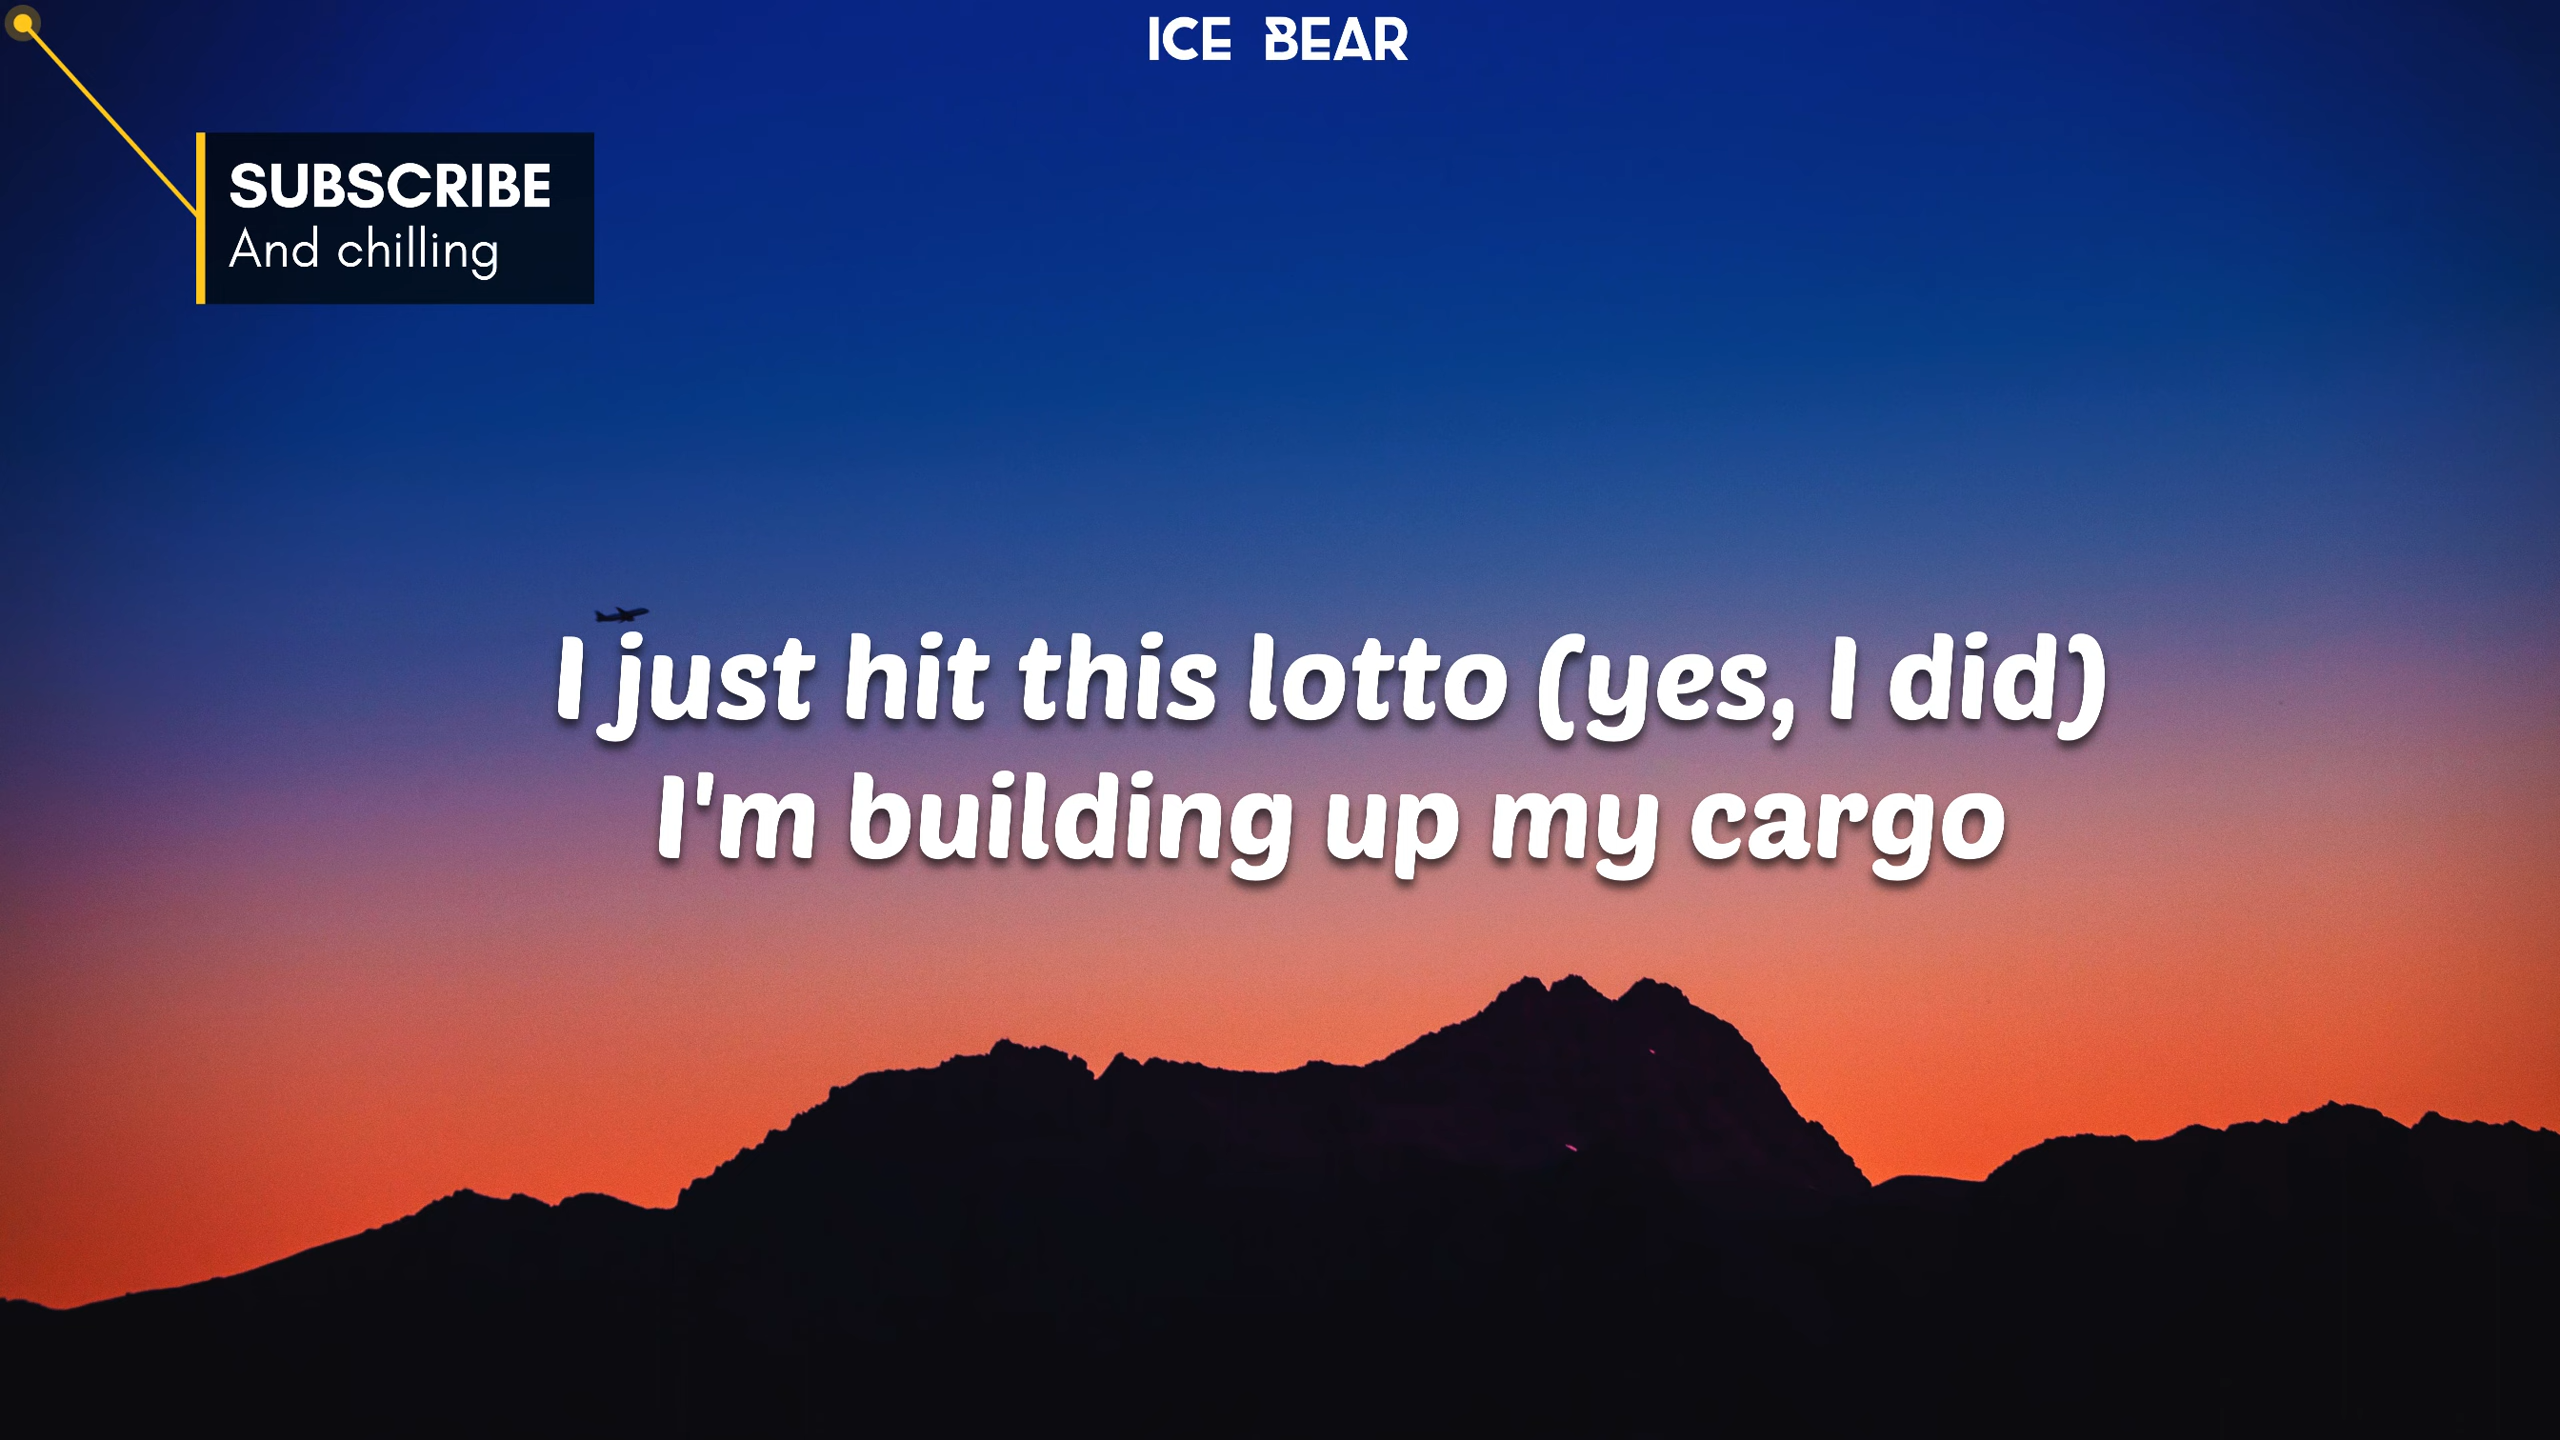 ICE BEAR
SUBSCRIBE
And chilling
I just hit this lotto (yes, I did)
I'm building up my cargo